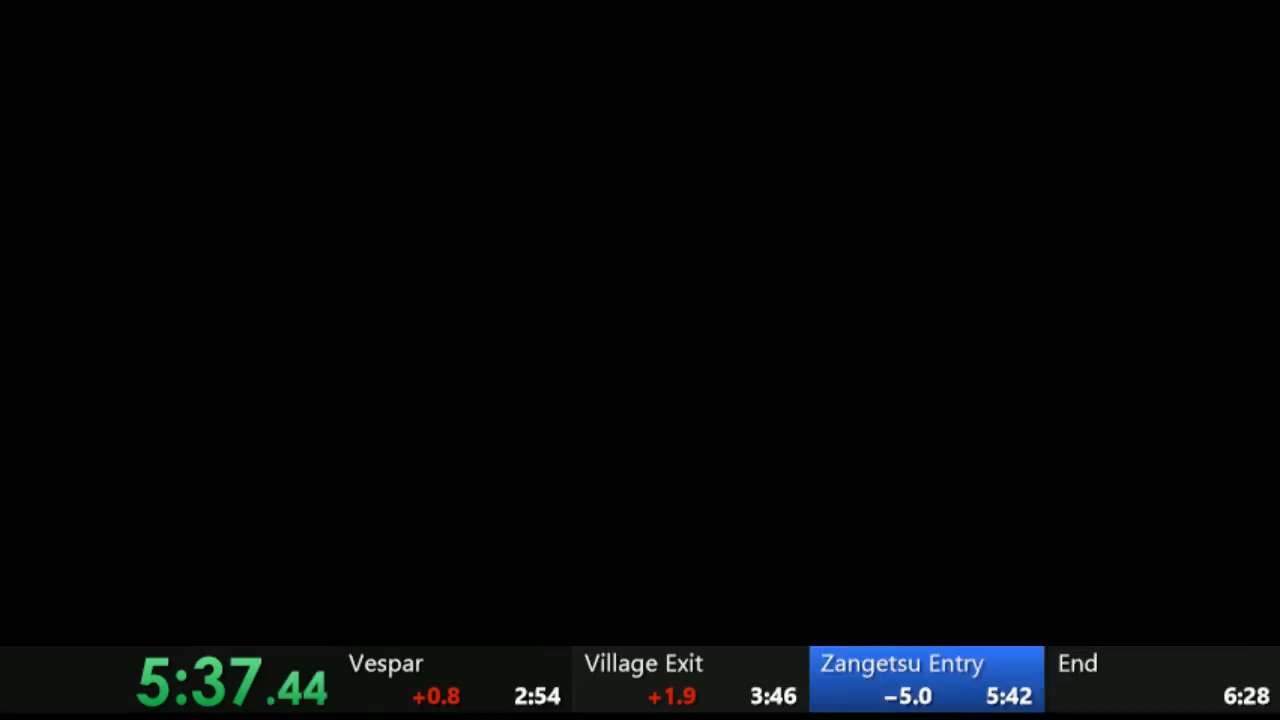 5:37.44
Vespar
+0.8 2:54
Village Exit
+1.9 3:46
Zangetsu Entry
−5.0 5:42
End
6:28